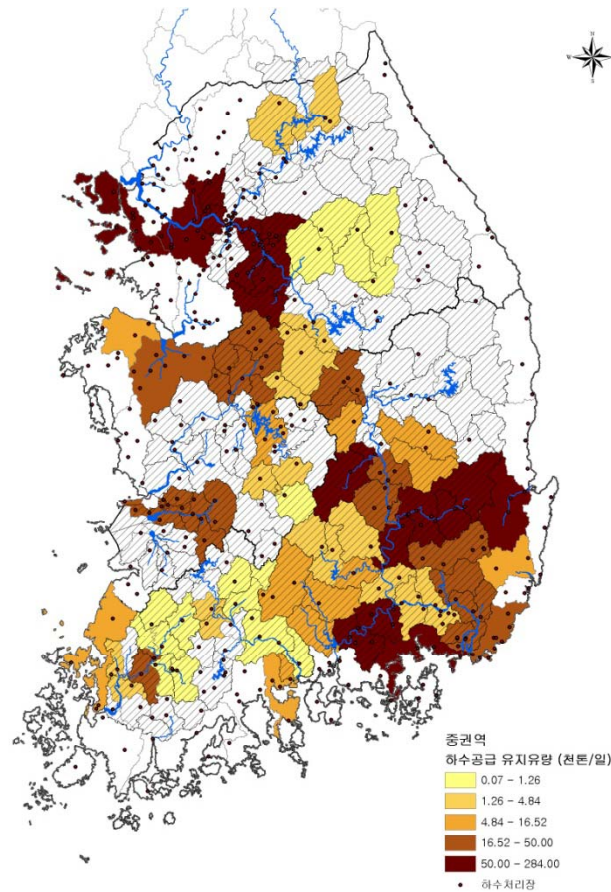 N
W
E
S
중권역
하수공급 유지유량 (천톤/일)
0.07 - 1.26
1.26 - 4.84
4.84 - 16.52
16.52 - 50.00
50.00 - 284.00
하수처리장